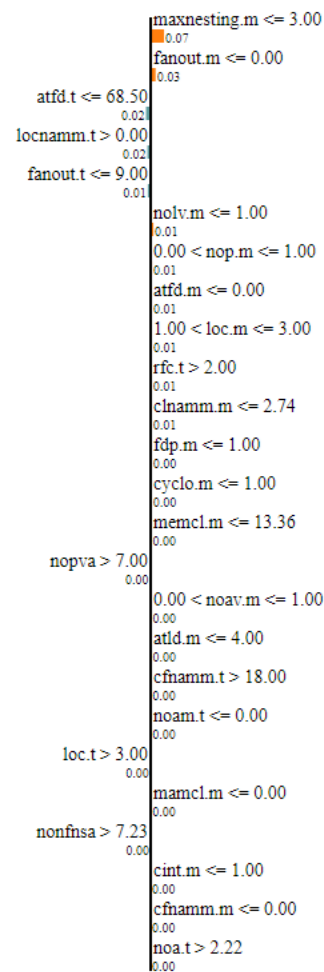 maxnesting.m <= 3.00
0.07
fanout.m <= 0.00
0.03
atfd.t <= 68.50
0.02
locnamm.t > 0.00
0.02
fanout.t <= 9.00
0.01
nolv.m <= 1.00
0.01
0.00 < nop.m <= 1.00
0.01
atfd.m <= 0.00
0.01
1.00 < loc.m <= 3.00
0.01
rfc.t > 2.00
0.01
clnamm.m <= 2.74
0.01
fdp.m <= 1.00
0.00
cyclo.m <= 1.00
0.00
memcl.m <= 13.36
0.00
nopva > 7.00
0.00
0.00 < noav.m <= 1.00
0.00
atld.m <= 4.00
0.00
cfnamm.t > 18.00
0.00
noam.t <= 0.00
0.00
loc.t > 3.00
0.00
mamcl.m <= 0.00
0.00
nonfnsa > 7.23
0.00
cint.m <= 1.00
0.00
cfnamm.m <= 0.00
0.00
noa.t > 2.22
0.00